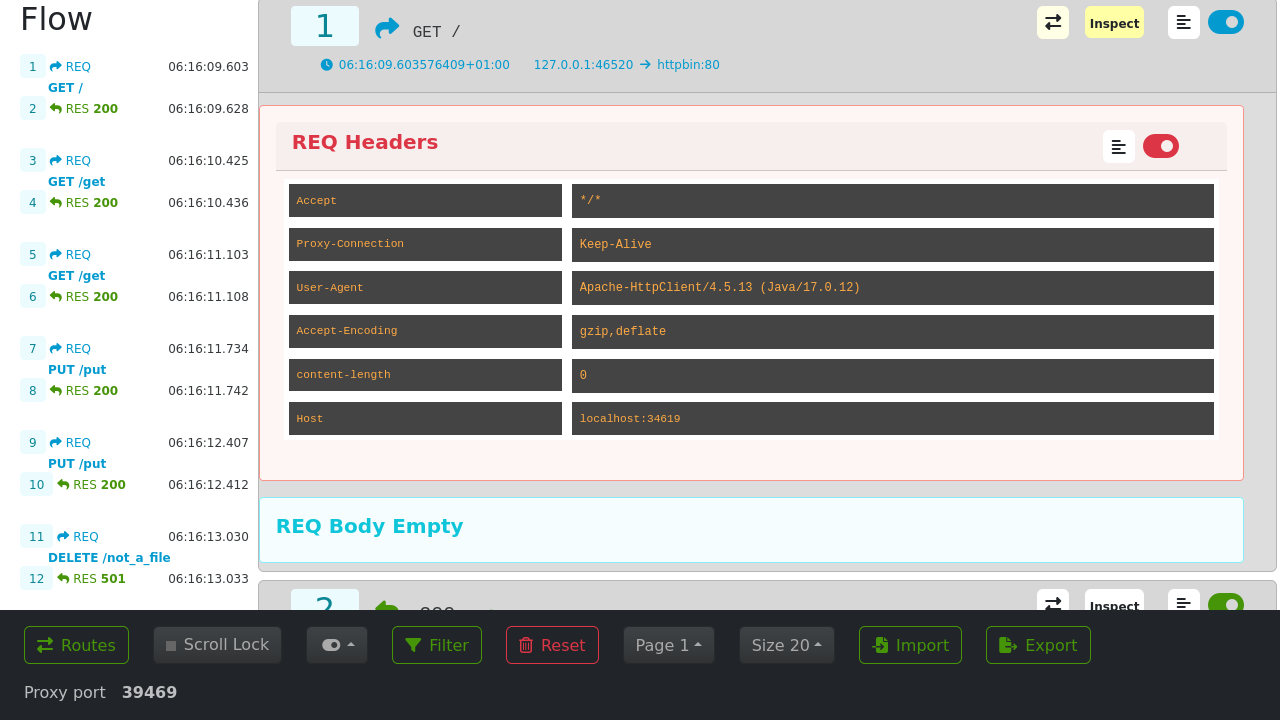 Flow
1 REQ 06:16:09.603
GET /
2 RES 200 06:16:09.628
3 REQ 06:16:10.425
GET /get
4 RES 200 06:16:10.436
5 REQ 06:16:11.103
GET /get
6 RES 200 06:16:11.108
7 REQ 06:16:11.734
PUT /put
8 RES 200 06:16:11.742
9 REQ 06:16:12.407
PUT /put
10 RES 200 06:16:12.412
11 REQ 06:16:13.030
DELETE /not_a_file
12 RES 501 06:16:13.033
1 GET / Inspect
06:16:09.603576409+01:00 127.0.0.1:46520 → httpbin:80
REQ Headers
Accept */*
Proxy-Connection Keep-Alive
User-Agent Apache-HttpClient/4.5.13 (Java/17.0.12)
Accept-Encoding gzip,deflate
content-length 0
Host localhost:34619
REQ Body Empty
2 Inspect
Routes Scroll Lock Filter Reset Page 1 Size 20 Import Export
Proxy port 39469